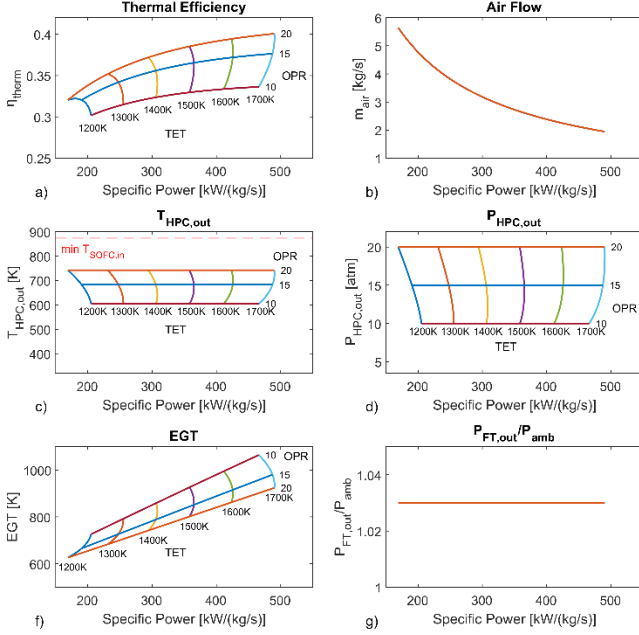 Thermal Efficiency
0.4
0.35
0.3
0.25
η_therm
20
15
OPR
10
1200K
1300K
1400K
1500K
1600K
1700K
TET
200
300
400
500
a)
Specific Power [kW/(kg/s)]
Air Flow
6
5
4
3
2
1
m_air [kg/s]
200
300
400
500
b)
Specific Power [kW/(kg/s)]
T_HPC,out
900
800
700
600
500
400
T_HPC,out [K]
min T_SOFC,in
OPR
20
15
10
1200K
1300K
1400K
1500K
1600K
1700K
TET
200
300
400
500
c)
Specific Power [kW/(kg/s)]
P_HPC,out
20
15
10
5
P_HPC,out [atm]
20
OPR
15
10
1200K
1300K
1400K
1500K
1600K
1700K
TET
200
300
400
500
d)
Specific Power [kW/(kg/s)]
EGT
1000
800
600
EGT [K]
10
OPR
15
20
1700K
1600K
1500K
1400K
1300K
1200K
TET
200
300
400
500
f)
Specific Power [kW/(kg/s)]
P_FT,out/P_amb
1.04
1.02
1
P_FT,out/P_amb
200
300
400
500
g)
Specific Power [kW/(kg/s)]